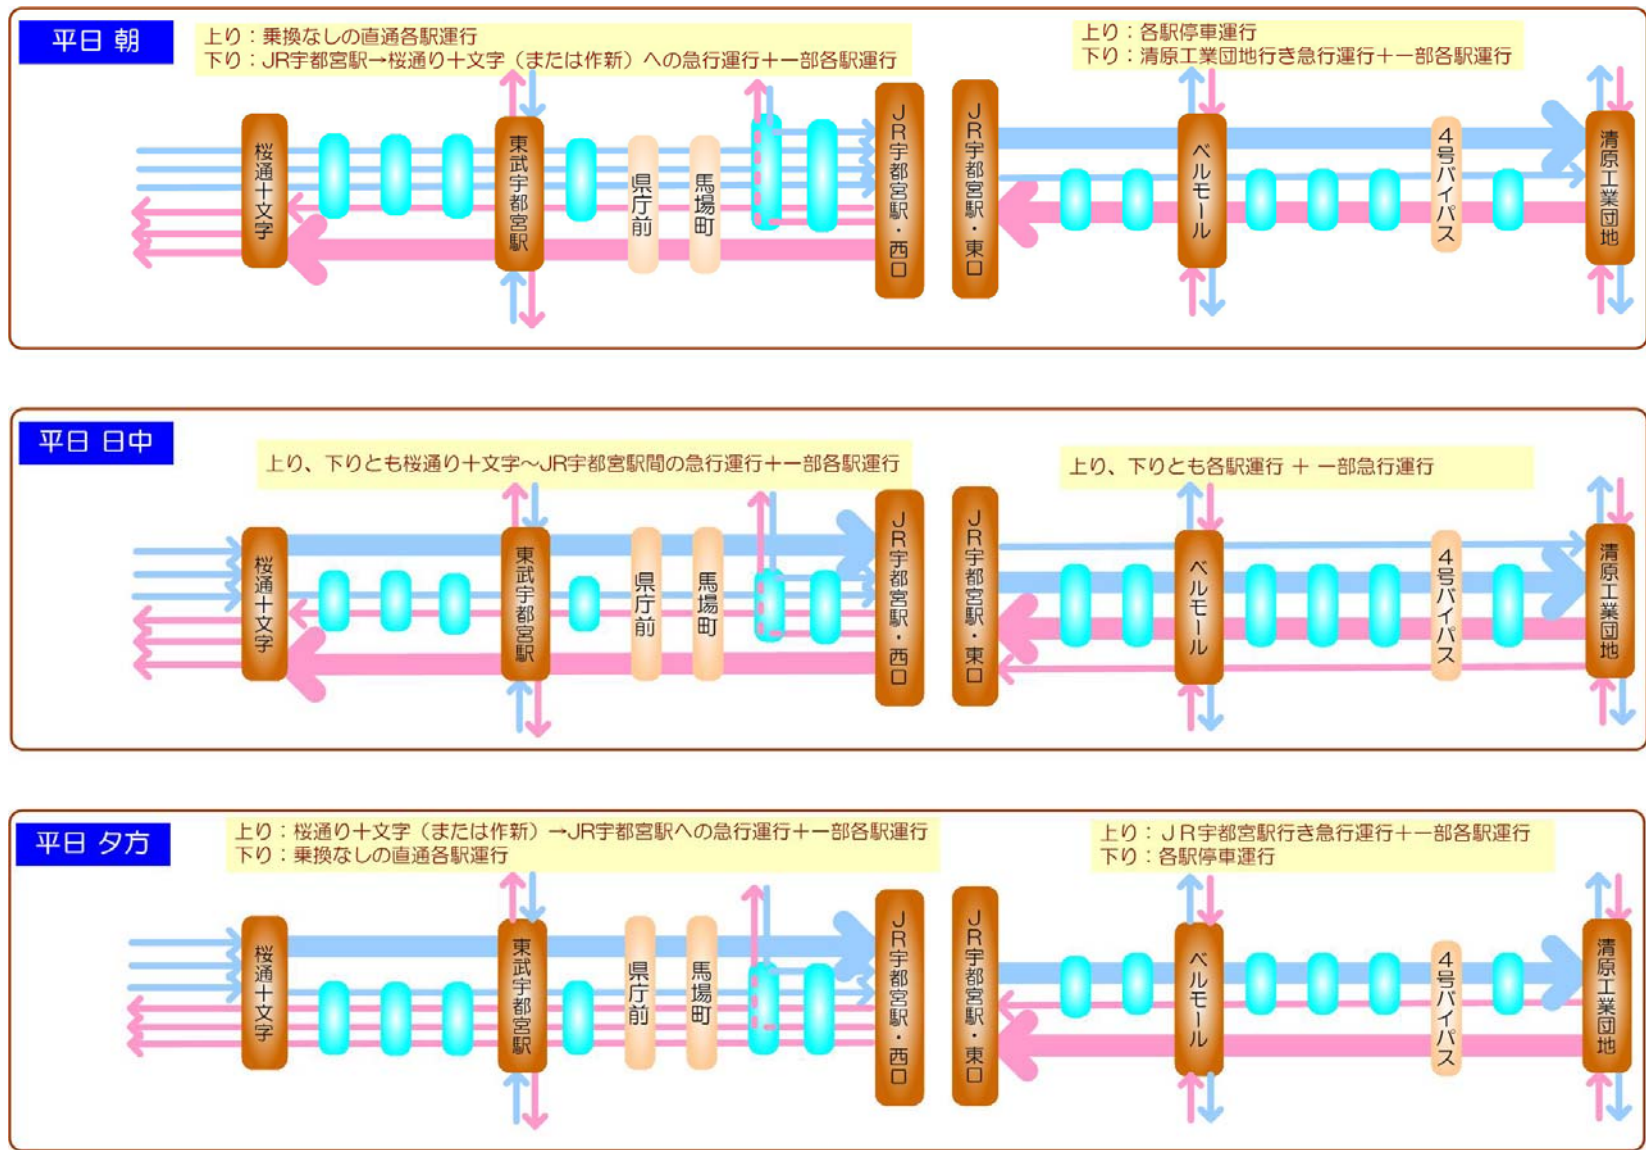 平日 朝
上り：乗換なしの直通各駅運行
下り：JR宇都宮駅→桜通り十文字（または作新）への急行運行＋一部各駅運行
上り：各駅停車運行
下り：清原工業団地行き急行運行＋一部各駅運行
桜通十文字
東武宇都宮駅
県庁前
馬場町
JR宇都宮駅・西口
JR宇都宮駅・東口
ベルモール
4号バイパス
清原工業団地
平日 日中
上り、下りとも桜通り十文字～JR宇都宮駅間の急行運行＋一部各駅運行
上り、下りとも各駅運行 ＋ 一部急行運行
桜通十文字
東武宇都宮駅
県庁前
馬場町
JR宇都宮駅・西口
JR宇都宮駅・東口
ベルモール
4号バイパス
清原工業団地
平日 夕方
上り：桜通り十文字（または作新）→JR宇都宮駅への急行運行＋一部各駅運行
下り：乗換なしの直通各駅運行
上り：JR宇都宮駅行き急行運行＋一部各駅運行
下り：各駅停車運行
桜通十文字
東武宇都宮駅
県庁前
馬場町
JR宇都宮駅・西口
JR宇都宮駅・東口
ベルモール
4号バイパス
清原工業団地